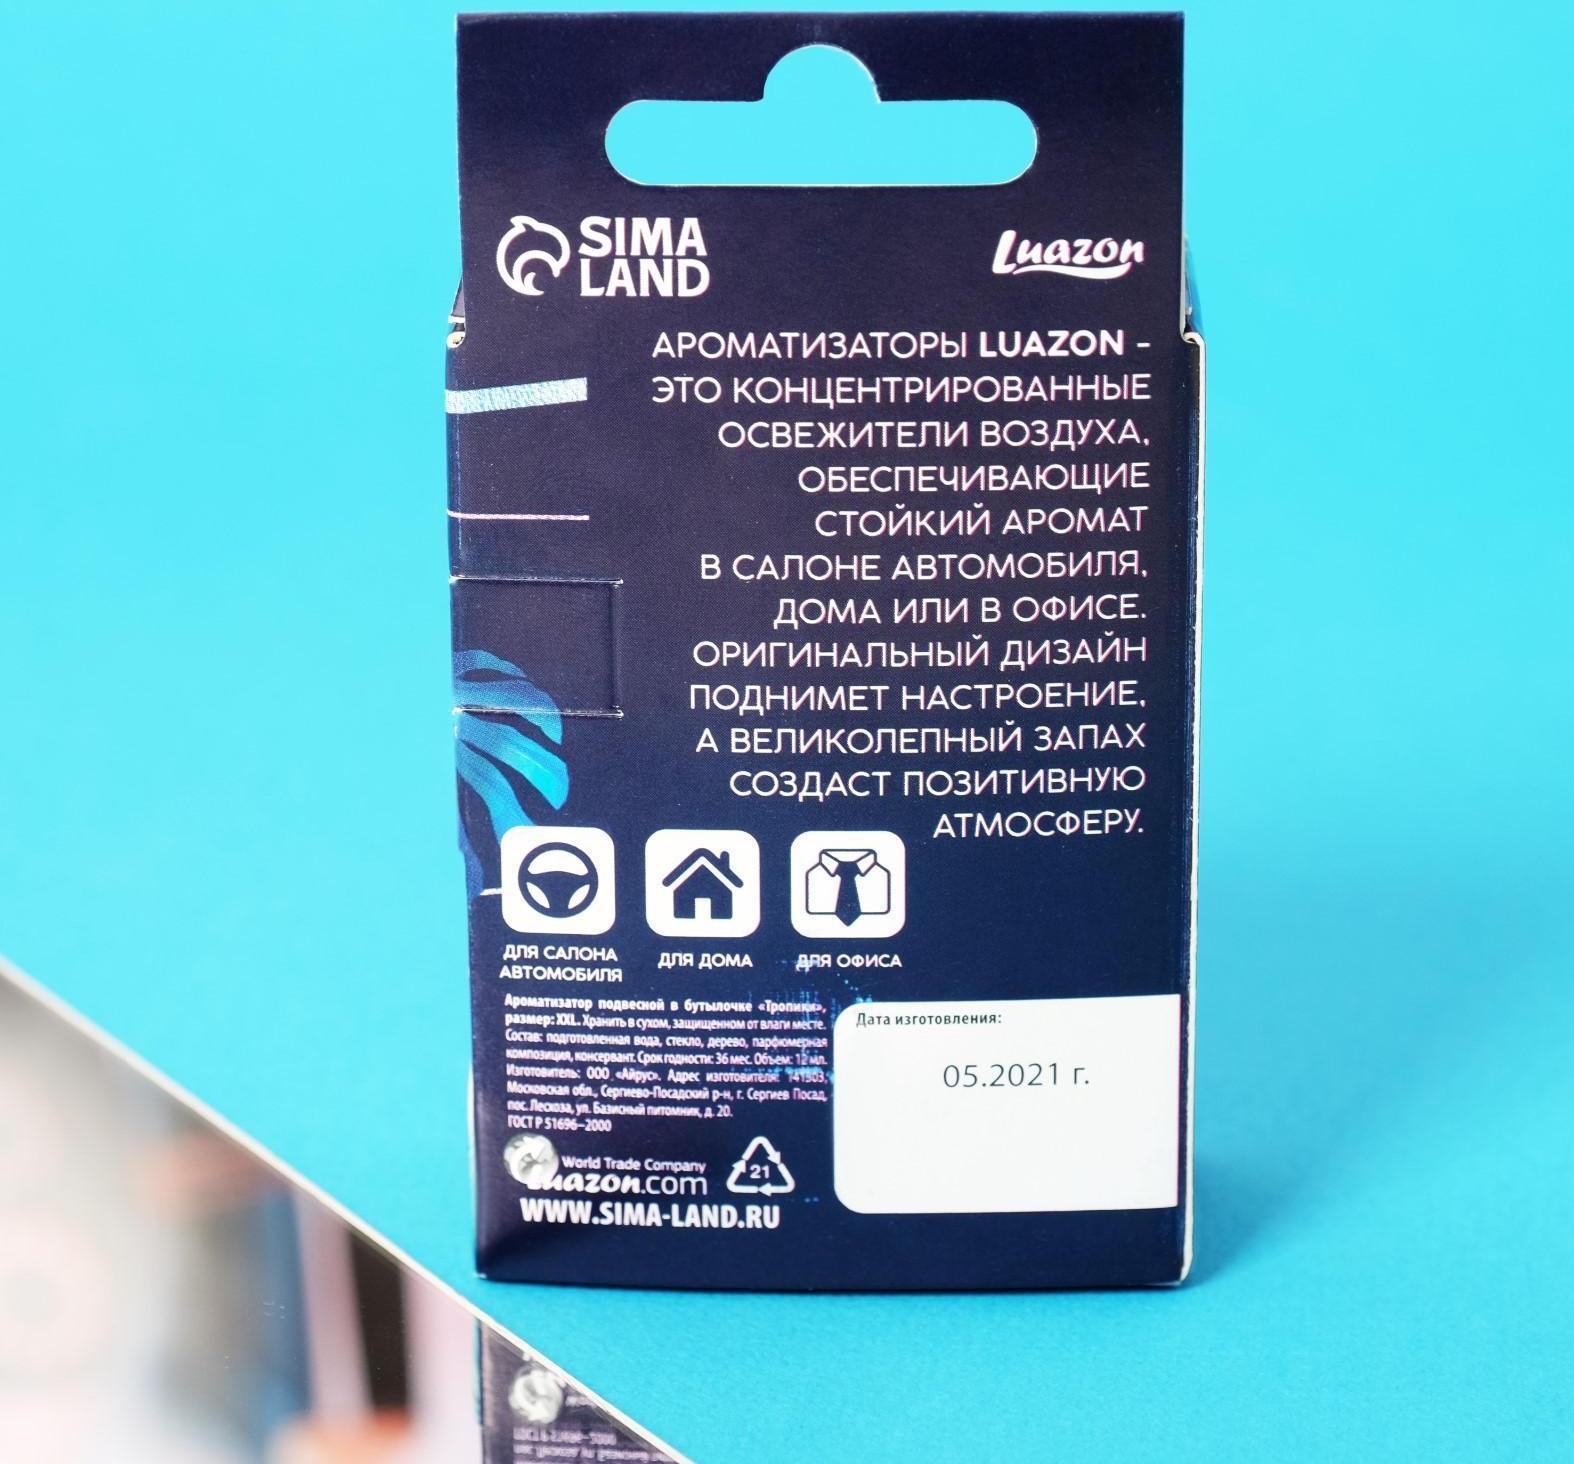 SIMA
LAND
Luazon
АРОМАТИЗАТОРЫ LUAZON -
ЭТО КОНЦЕНТРИРОВАННЫЕ
ОСВЕЖИТЕЛИ ВОЗДУХА,
ОБЕСПЕЧИВАЮЩИЕ
СТОЙКИЙ АРОМАТ
В САЛОНЕ АВТОМОБИЛЯ,
ДОМА ИЛИ В ОФИСЕ.
ОРИГИНАЛЬНЫЙ ДИЗАЙН
ПОДНИМЕТ НАСТРОЕНИЕ,
А ВЕЛИКОЛЕПНЫЙ ЗАПАХ
СОЗДАСТ ПОЗИТИВНУЮ
АТМОСФЕРУ.
ДЛЯ САЛОНА
АВТОМОБИЛЯ
ДЛЯ ДОМА
ДЛЯ ОФИСА
Ароматизатор подвесной в бутылочке «Тропики»,
размер: XXL. Хранить в сухом, защищенном от влаги месте.
Состав: подготовленная вода, стекло, дерево, парфюмерная
композиция, консервант. Срок годности: 36 мес. Объем: 12 мл.
Изготовитель: ООО «Айрус». Адрес изготовителя: 141303,
Московская обл., Сергиево-Посадский р-н, г. Сергиев Посад,
пос. Лесхоза, ул. Базисный питомник, д. 20.
ГОСТ Р 51696–2000
World Trade Company
Luazon.com
21
WWW.SIMA-LAND.RU
Дата изготовления:
05.2021 г.